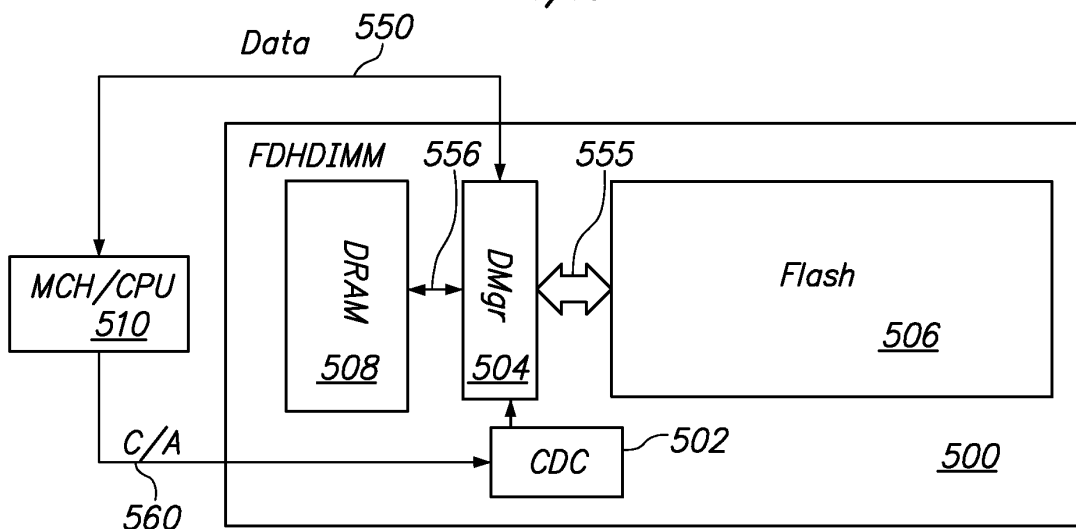 550
Data
FDHDIMM
556
555
DRAM
508
DMgr
504
Flash
506
MCH/CPU
510
C/A
560
CDC
502
500